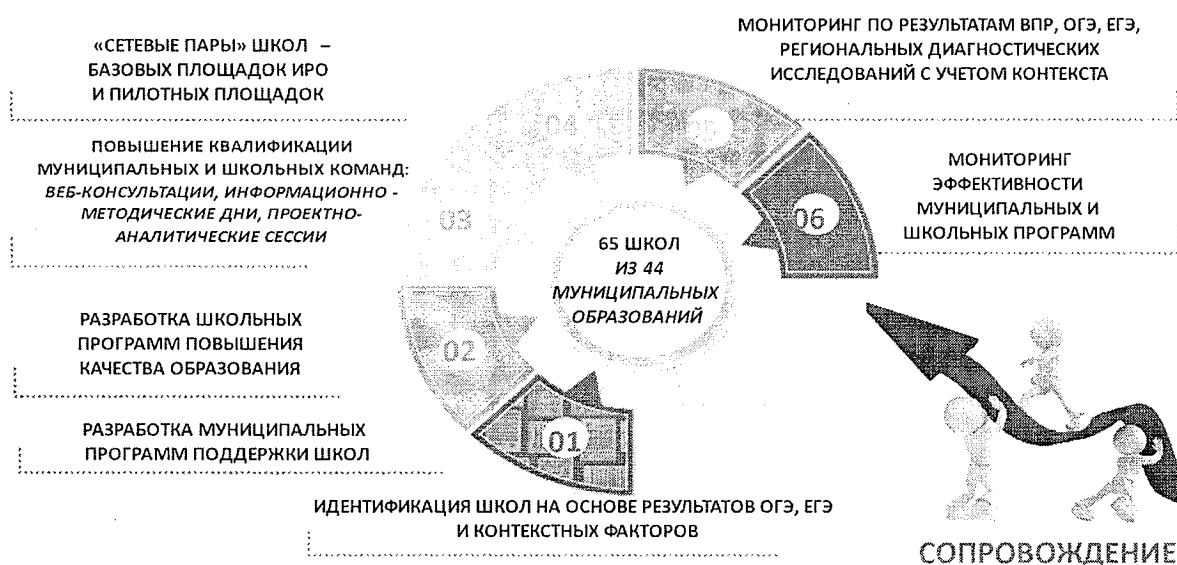 «СЕТЕВЫЕ ПАРЫ» ШКОЛ –
БАЗОВЫХ ПЛОЩАДОК ИРО
И ПИЛОТНЫХ ПЛОЩАДОК
ПОВЫШЕНИЕ КВАЛИФИКАЦИИ
МУНИЦИПАЛЬНЫХ И ШКОЛЬНЫХ КОМАНД:
ВЕБ-КОНСУЛЬТАЦИИ, ИНФОРМАЦИОННО -
МЕТОДИЧЕСКИЕ ДНИ, ПРОЕКТНО-
АНАЛИТИЧЕСКИЕ СЕССИИ
РАЗРАБОТКА ШКОЛЬНЫХ
ПРОГРАММ ПОВЫШЕНИЯ
КАЧЕСТВА ОБРАЗОВАНИЯ
РАЗРАБОТКА МУНИЦИПАЛЬНЫХ
ПРОГРАММ ПОДДЕРЖКИ ШКОЛ
ИДЕНТИФИКАЦИЯ ШКОЛ НА ОСНОВЕ РЕЗУЛЬТАТОВ ОГЭ, ЕГЭ
И КОНТЕКСТНЫХ ФАКТОРОВ
01
02
03
04
05
06
65 ШКОЛ
ИЗ 44
МУНИЦИПАЛЬНЫХ
ОБРАЗОВАНИЙ
МОНИТОРИНГ ПО РЕЗУЛЬТАТАМ ВПР, ОГЭ, ЕГЭ,
РЕГИОНАЛЬНЫХ ДИАГНОСТИЧЕСКИХ
ИССЛЕДОВАНИЙ С УЧЕТОМ КОНТЕКСТА
МОНИТОРИНГ
ЭФФЕКТИВНОСТИ
МУНИЦИПАЛЬНЫХ И
ШКОЛЬНЫХ ПРОГРАММ
СОПРОВОЖДЕНИЕ